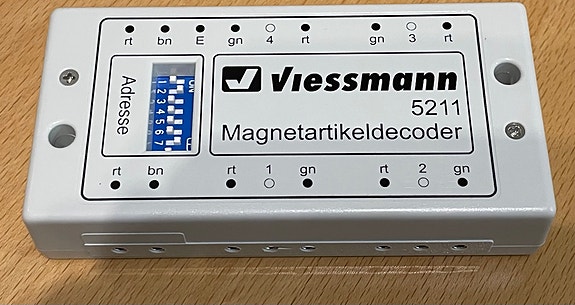 rt bn E gn 4 rt gn 3 rt
Adresse
ON
1 2 3 4 5 6 7
Viessmann
5211
Magnetartikeldecoder
rt bn rt 1 gn rt 2 gn